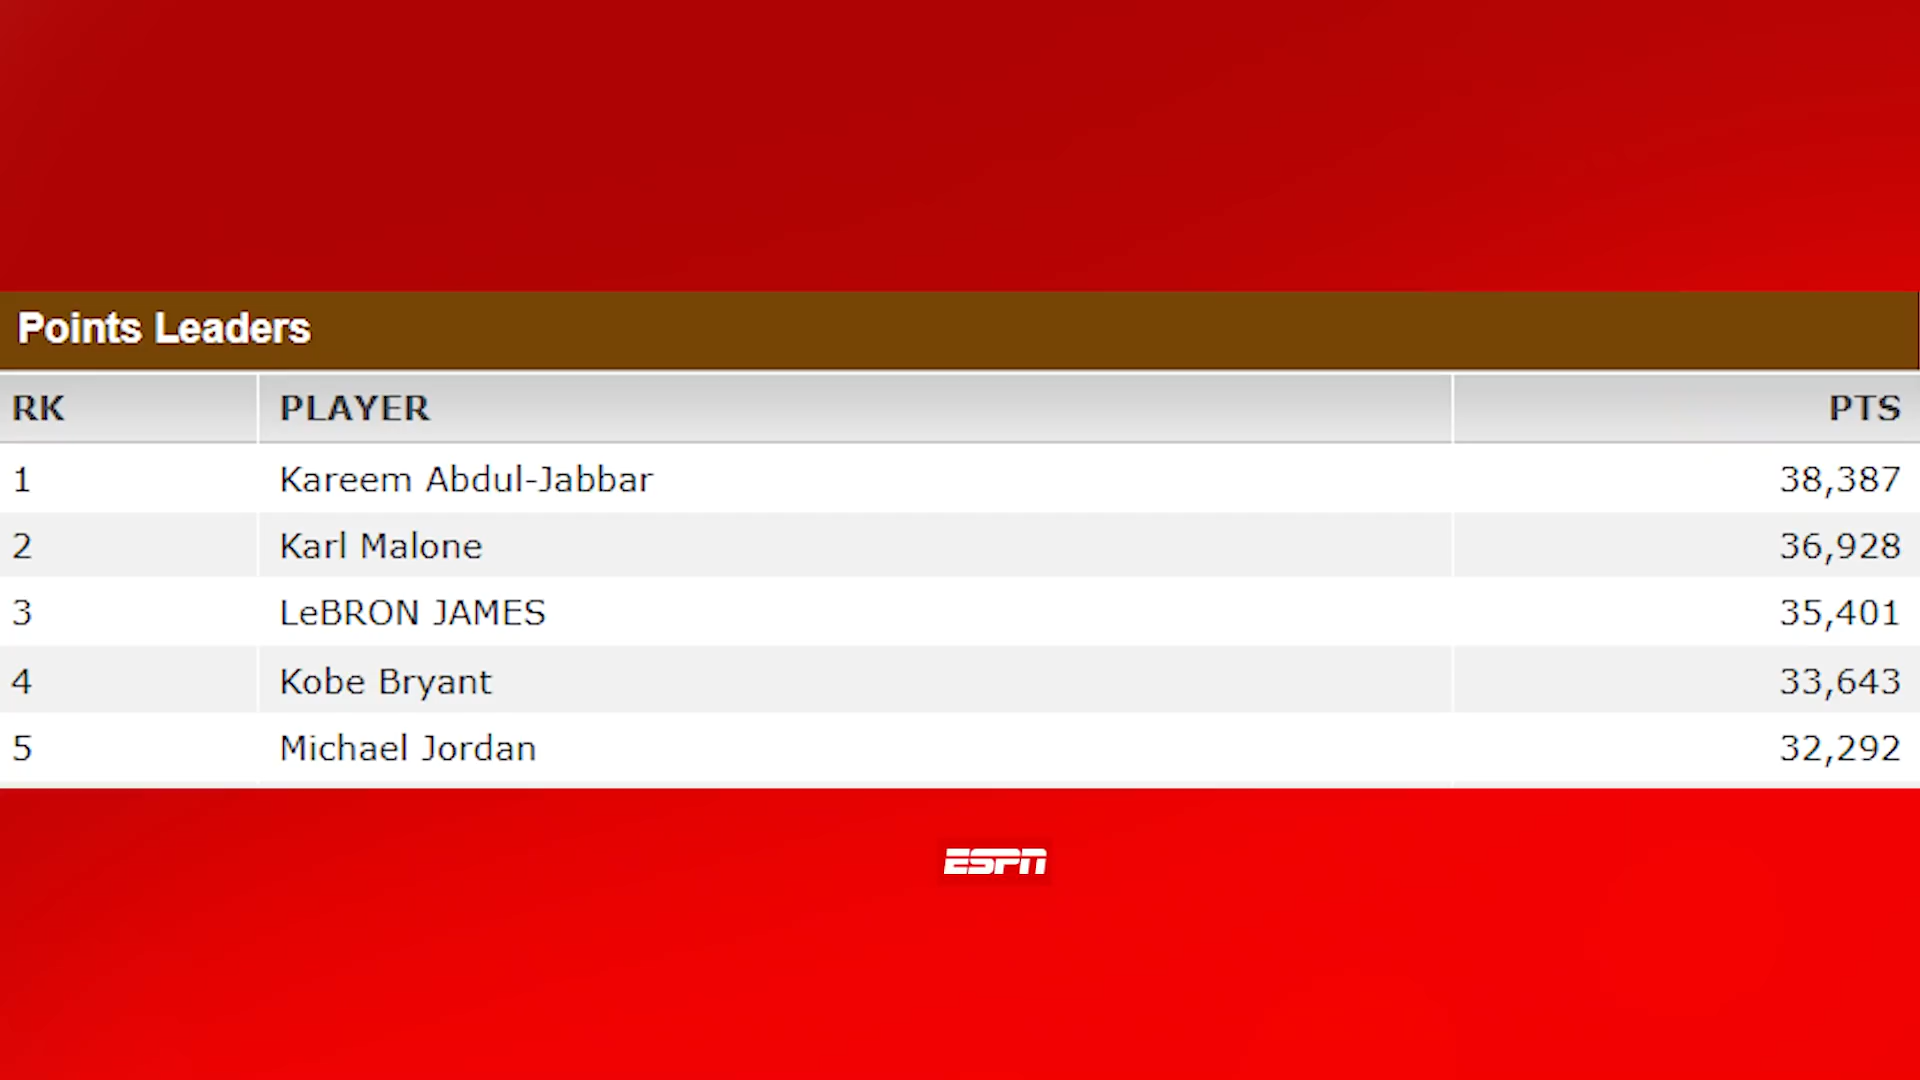 Points Leaders
RK PLAYER PTS
1 Kareem Abdul-Jabbar 38,387
2 Karl Malone 36,928
3 LeBRON JAMES 35,401
4 Kobe Bryant 33,643
5 Michael Jordan 32,292
ESPN